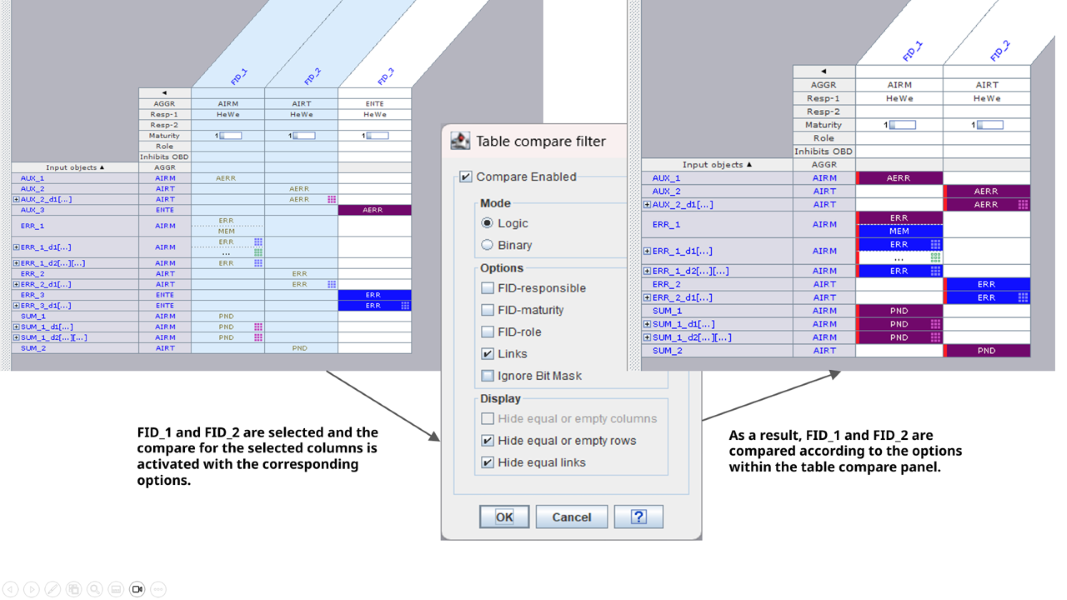 FID_1 FID_2 FID_3
◄
AGGR AIRM AIRT ENTE
Resp-1 HeWe HeWe HeWe
Resp-2
Maturity 1 1 1
Role
Inhibits OBD
Input objects ▲ AGGR
AUX_1 AIRM AERR
AUX_2 AIRT AERR
AUX_2_d1[...] AIRT AERR
AUX_3 ENTE AERR
ERR_1 AIRM ERR
MEM
ERR_1_d1[...] AIRM ERR
...
ERR_1_d2[...][...] AIRM ERR
ERR_2 AIRT ERR
ERR_2_d1[...] AIRT ERR
ERR_3 ENTE ERR
ERR_3_d1[...] ENTE ERR
SUM_1 AIRM PND
SUM_1_d1[...] AIRM PND
SUM_1_d2[...][...] AIRM PND
SUM_2 AIRT PND
FID_1 and FID_2 are selected and the
compare for the selected columns is
activated with the corresponding
options.
Table compare filter
Compare Enabled
Mode
Logic
Binary
Options
FID-responsible
FID-maturity
FID-role
Links
Ignore Bit Mask
Display
Hide equal or empty columns
Hide equal or empty rows
Hide equal links
OK Cancel ?
FID_1 FID_2
◄
AGGR AIRM AIRT
Resp-1 HeWe HeWe
Resp-2
Maturity 1 1
Role
Inhibits OBD
Input objects ▲ AGGR
AUX_1 AIRM AERR
AUX_2 AIRT AERR
AUX_2_d1[...] AIRT AERR
ERR_1 AIRM ERR
MEM
ERR_1_d1[...] AIRM ERR
...
ERR_1_d2[...][...] AIRM ERR
ERR_2 AIRT ERR
ERR_2_d1[...] AIRT ERR
SUM_1 AIRM PND
SUM_1_d1[...] AIRM PND
SUM_1_d2[...][...] AIRM PND
SUM_2 AIRT PND
As a result, FID_1 and FID_2 are
compared according to the options
within the table compare panel.